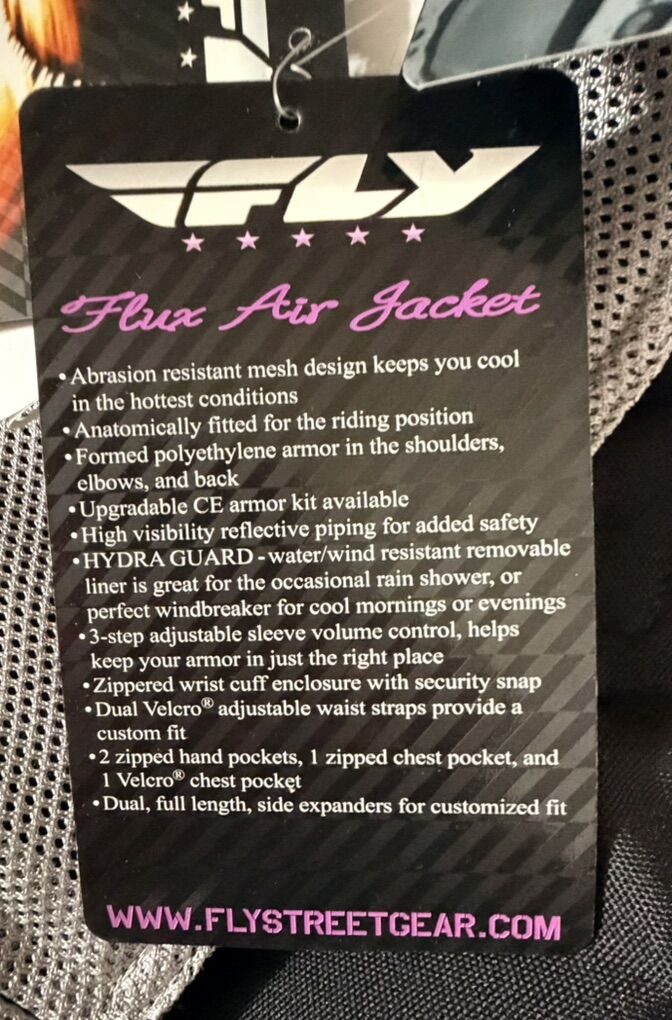 FLY
Flux Air Jacket
•Abrasion resistant mesh design keeps you cool
in the hottest conditions
•Anatomically fitted for the riding position
•Formed polyethylene armor in the shoulders,
elbows, and back
•Upgradable CE armor kit available
•High visibility reflective piping for added safety
•HYDRA GUARD - water/wind resistant removable
liner is great for the occasional rain shower, or
perfect windbreaker for cool mornings or evenings
•3-step adjustable sleeve volume control, helps
keep your armor in just the right place
•Zippered wrist cuff enclosure with security snap
•Dual Velcro® adjustable waist straps provide a
custom fit
•2 zipped hand pockets, 1 zipped chest pocket, and
1 Velcro® chest pocket
•Dual, full length, side expanders for customized fit
WWW.FLYSTREETGEAR.COM